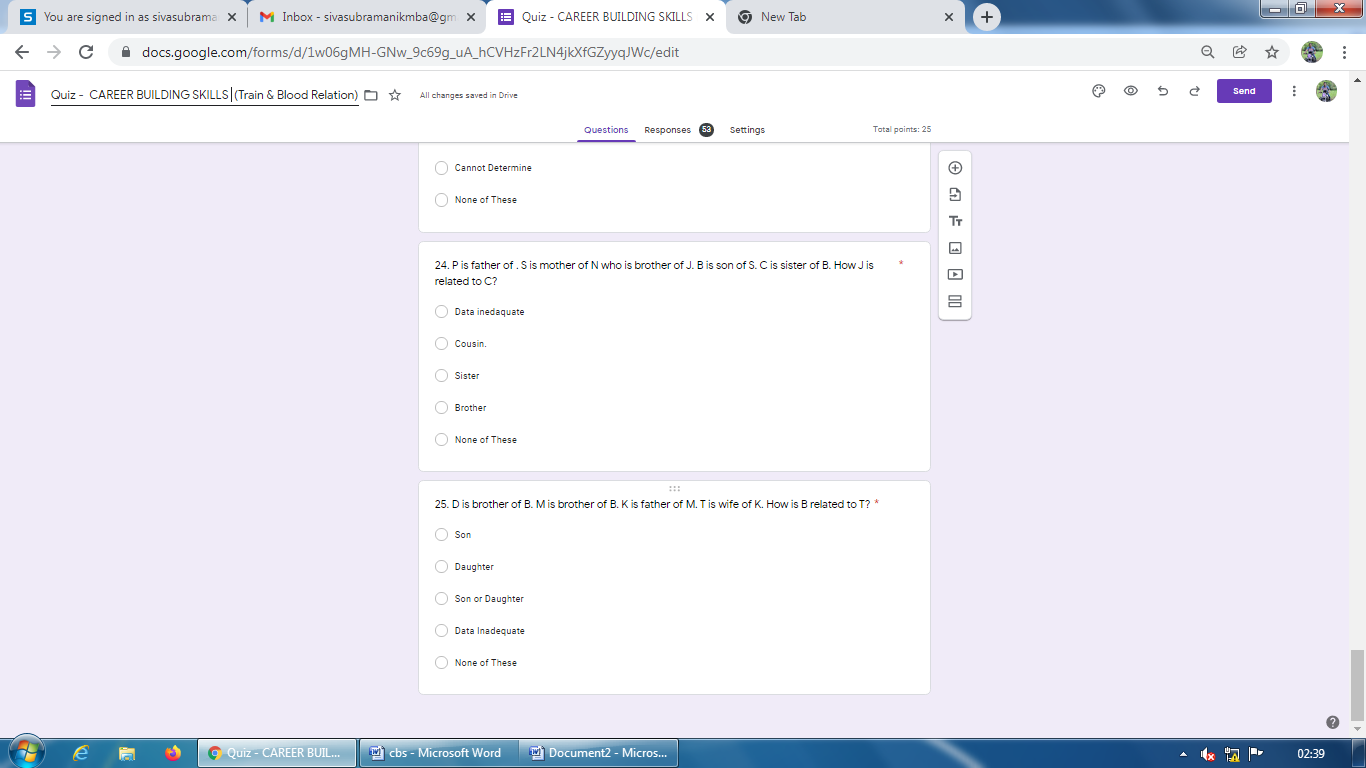 You are signed in as sivasubrama
Inbox - sivasubramanikmba@gm
Quiz - CAREER BUILDING SKILLS
New Tab
docs.google.com/forms/d/1w06gMH-GNw_9c69g_uA_hCVHzFr2LN4jkXfGZyyqJWc/edit
Quiz - CAREER BUILDING SKILLS (Train & Blood Relation)
All changes saved in Drive
Send
Questions
Responses 53
Settings
Total points: 25
Cannot Determine
None of These
24. P is father of . S is mother of N who is brother of J. B is son of S. C is sister of B. How J is *
related to C?
Data inedaquate
Cousin.
Sister
Brother
None of These
25. D is brother of B. M is brother of B. K is father of M. T is wife of K. How is B related to T? *
Son
Daughter
Son or Daughter
Data Inadequate
None of These
Quiz - CAREER BUIL...
cbs - Microsoft Word
Document2 - Micros...
02:39